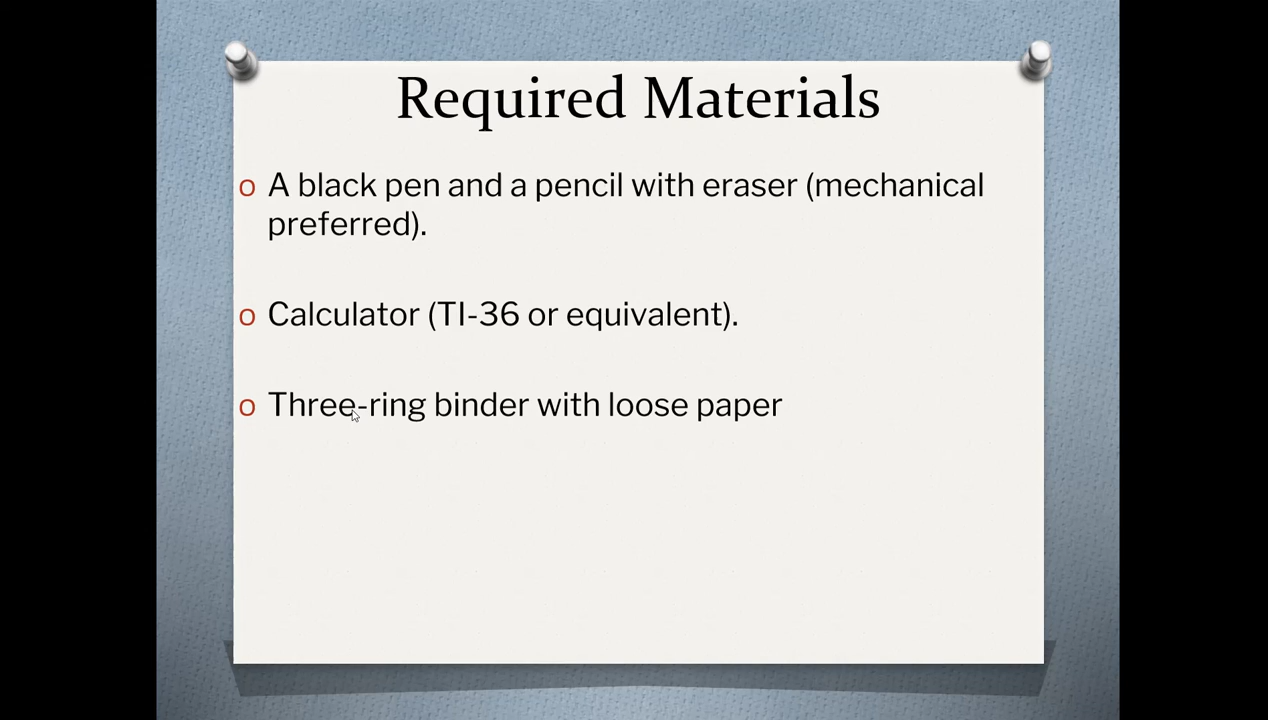 Required Materials
o A black pen and a pencil with eraser (mechanical
preferred).
o Calculator (TI-36 or equivalent).
o Three-ring binder with loose paper